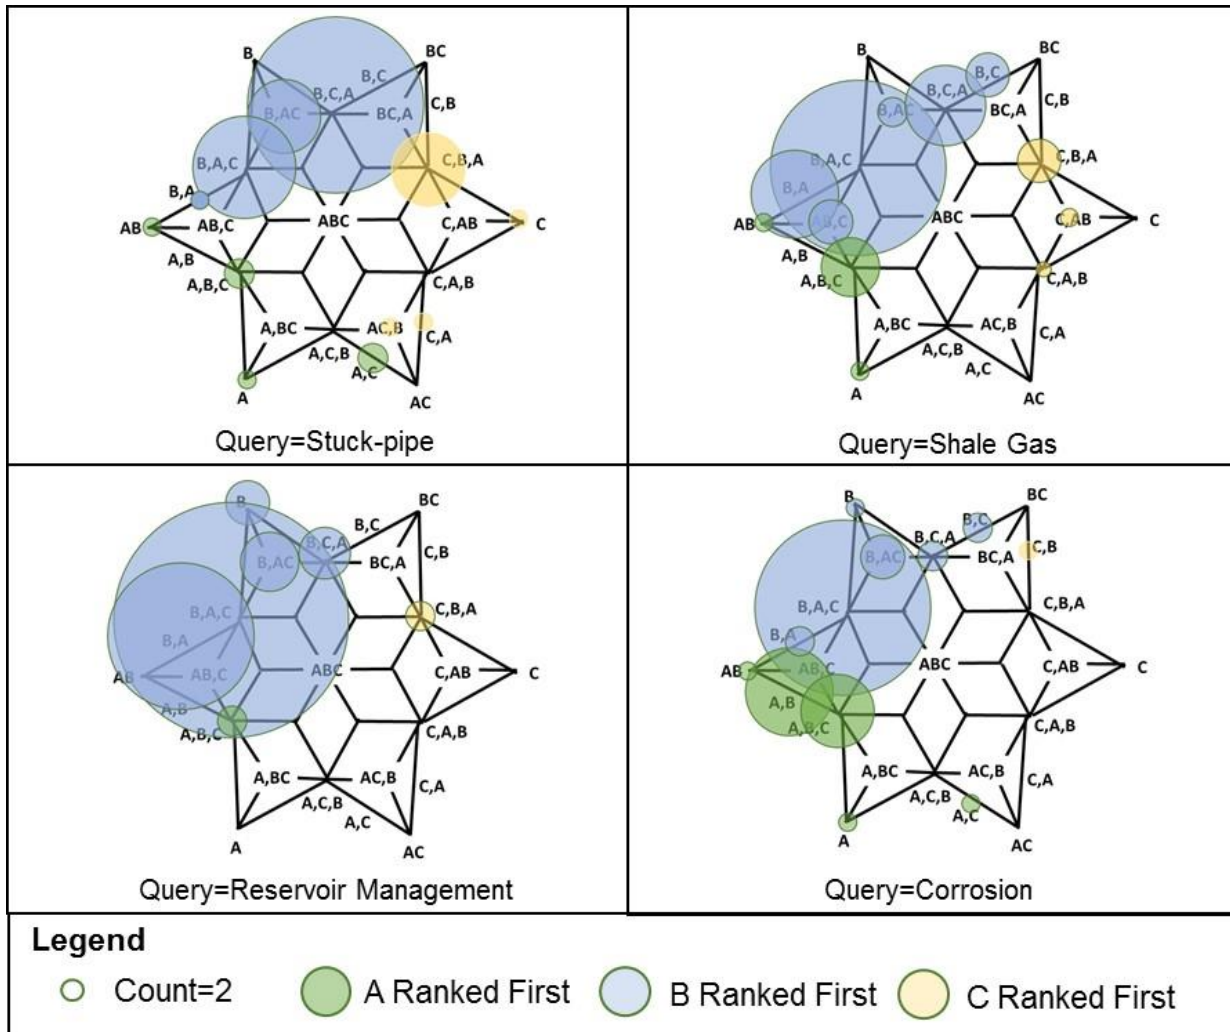 B
BC
B,C
B,C,A
B,AC
BC,A
C,B
B,A,C
C,B,A
B,A
AB
AB,C
ABC
C,AB
C
A,B
A,B,C
C,A,B
A,BC
AC,B
C,A
A,C,B
A,C
A
AC
Query=Stuck-pipe
B
BC
B,C
B,C,A
B,AC
BC,A
C,B
B,A,C
C,B,A
B,A
AB
AB,C
ABC
C,AB
C
A,B
A,B,C
C,A,B
A,BC
AC,B
C,A
A,C,B
A,C
A
AC
Query=Shale Gas
B
BC
B,C
B,C,A
B,AC
BC,A
C,B
B,A,C
C,B,A
B,A
AB
AB,C
ABC
C,AB
C
A,B
A,B,C
C,A,B
A,BC
AC,B
C,A
A,C,B
A,C
A
AC
Query=Reservoir Management
B
BC
B,C
B,C,A
B,AC
BC,A
C,B
B,A,C
C,B,A
B,A
AB
AB,C
ABC
C,AB
C
A,B
A,B,C
C,A,B
A,BC
AC,B
C,A
A,C,B
A,C
A
AC
Query=Corrosion
Legend
Count=2
A Ranked First
B Ranked First
C Ranked First